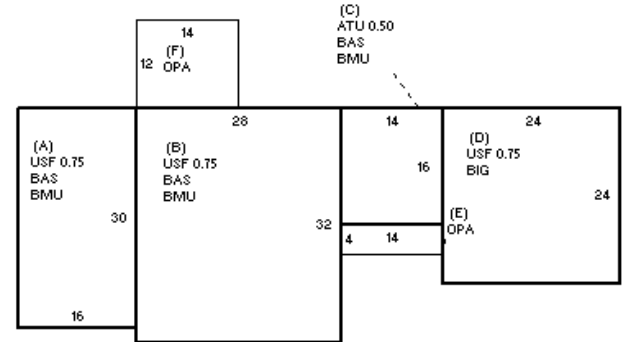 (C)
ATU 0.50
BAS
BMU
14
(F)
12 OPA
28
14
24
(A)
USF 0.75
BAS
BMU
(B)
USF 0.75
BAS
BMU
(D)
USF 0.75
BIG
16
24
30
32
(E)
OPA
4
14
16